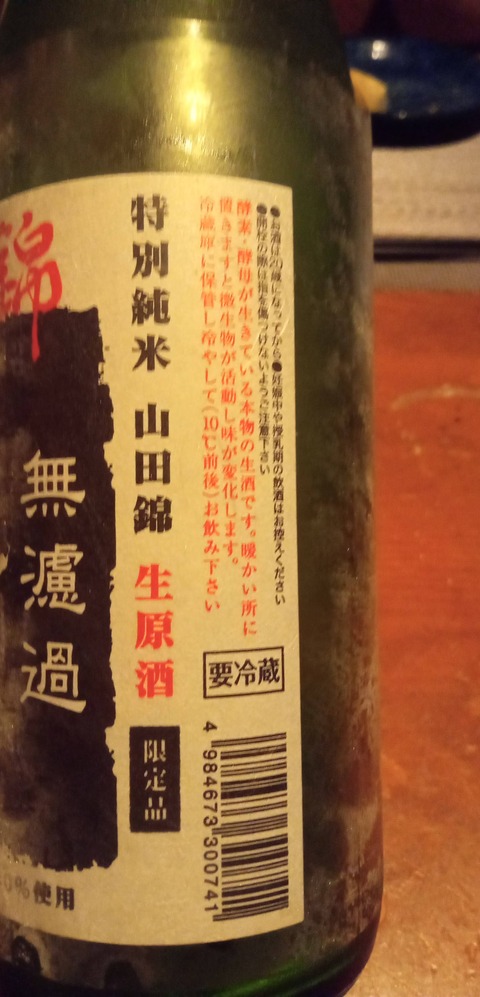 ●お酒は20歳になってから●妊娠中や授乳期の飲酒はお控えください
●開栓の際は指を傷つけないようご注意下さい
酵素・酵母が生きている本物の生酒です。暖かい所に
置きますと微生物が活動し味が変化します。
冷蔵庫に保管し冷やして(10℃前後)お飲み下さい
要冷蔵
4 984673 300741
特別純米 山田錦 生原酒
限定品
錦
無濾過
0%使用